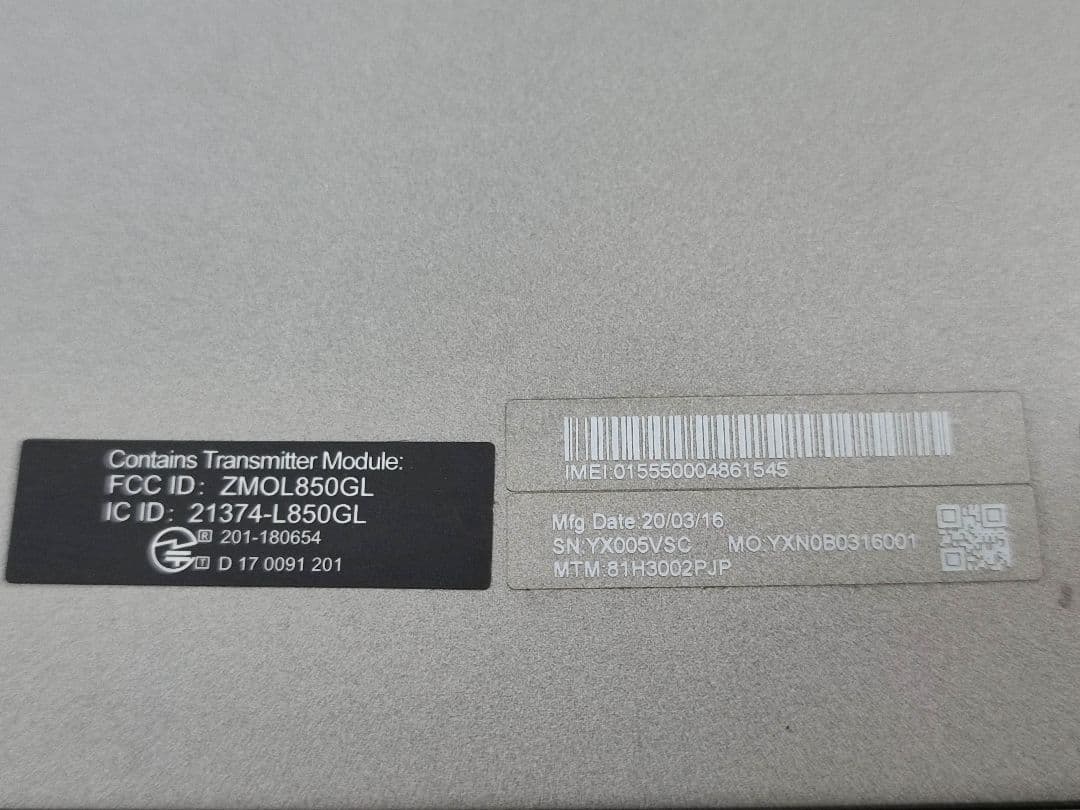 Contains Transmitter Module:
FCC ID: ZMOL850GL
IC ID: 21374-L850GL
R 201-180654
T D 17 0091 201
IMEI:015550004861545
Mfg Date:20/03/16
SN:YX005VSC MO:YXN0B0316001
MTM:81H3002PJP